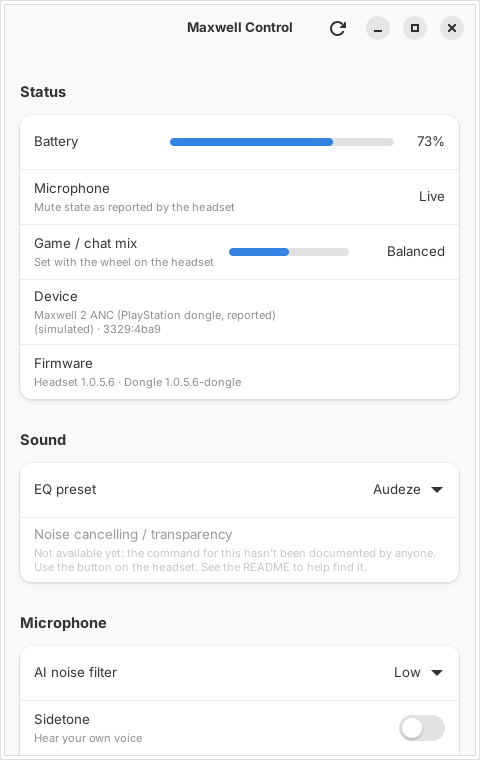 Maxwell Control
Status
Battery
73%
Microphone
Mute state as reported by the headset
Live
Game / chat mix
Set with the wheel on the headset
Balanced
Device
Maxwell 2 ANC (PlayStation dongle, reported)
(simulated) · 3329:4ba9
Firmware
Headset 1.0.5.6 · Dongle 1.0.5.6-dongle
Sound
EQ preset
Audeze
Noise cancelling / transparency
Not available yet: the command for this hasn't been documented by anyone.
Use the button on the headset. See the README to help find it.
Microphone
AI noise filter
Low
Sidetone
Hear your own voice